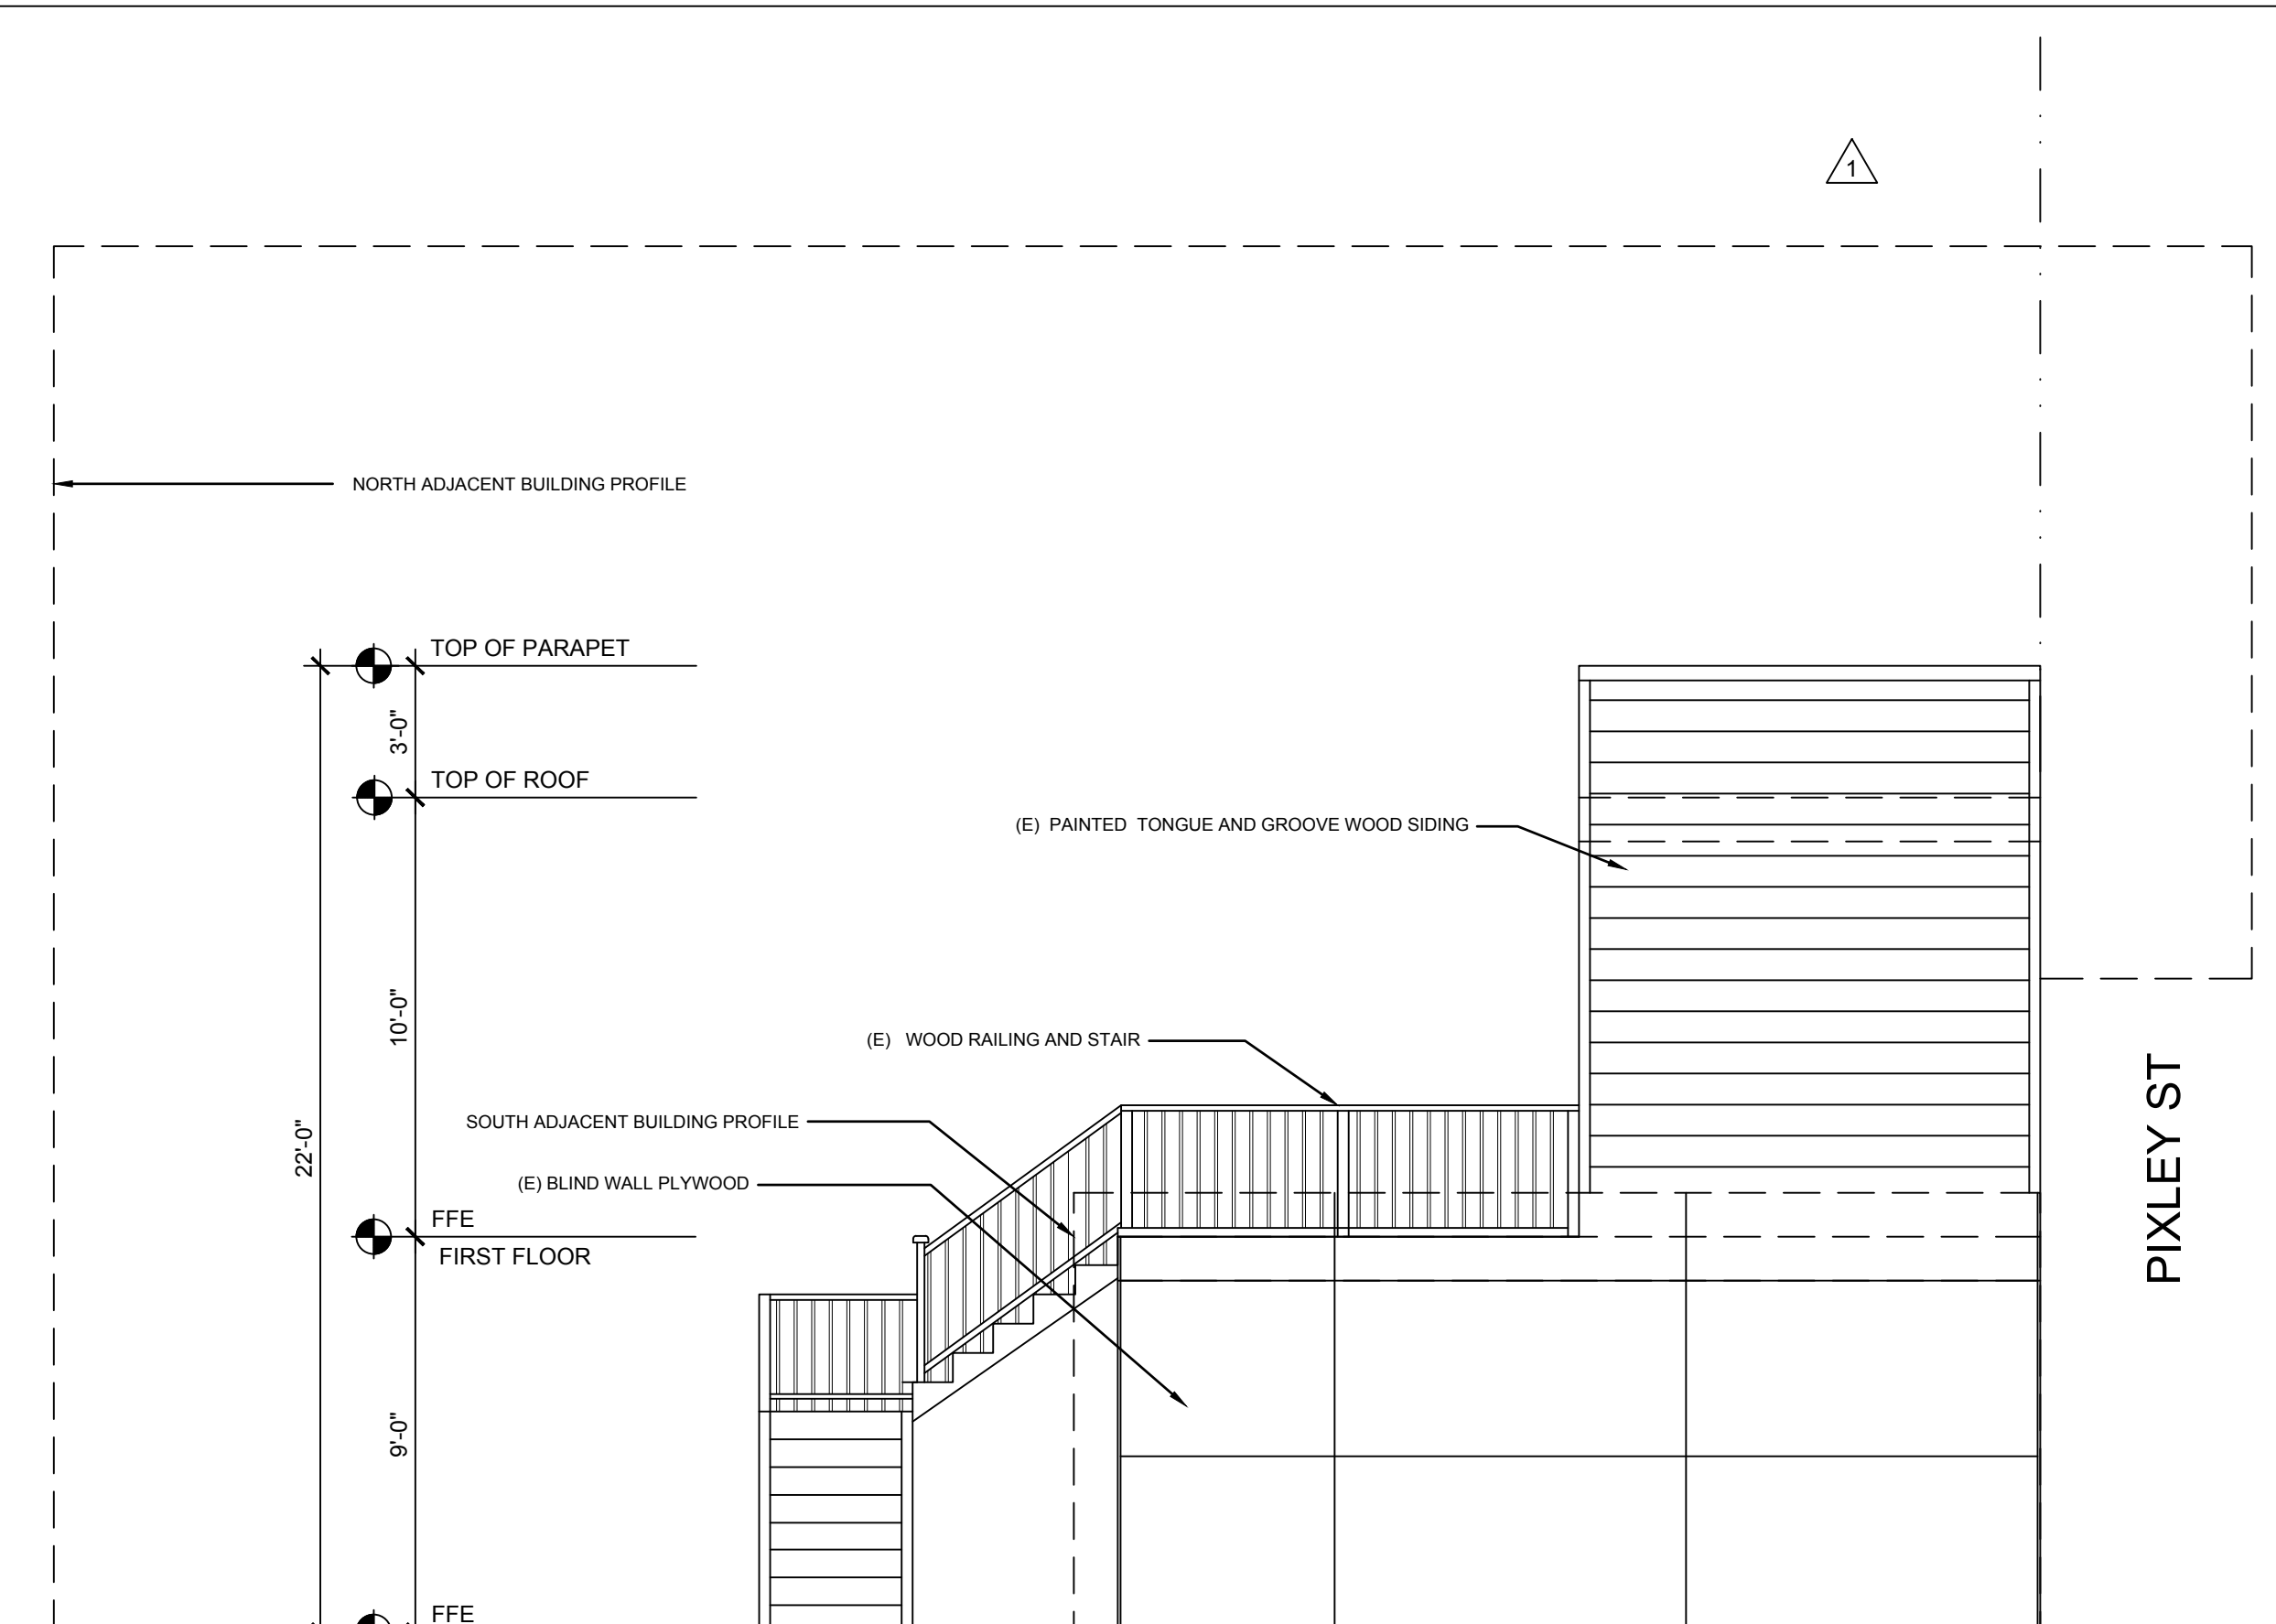 1
NORTH ADJACENT BUILDING PROFILE
TOP OF PARAPET
3'-0"
TOP OF ROOF
(E) PAINTED TONGUE AND GROOVE WOOD SIDING
10'-0"
(E) WOOD RAILING AND STAIR
SOUTH ADJACENT BUILDING PROFILE
22'-0"
(E) BLIND WALL PLYWOOD
PIXLEY ST
FFE
FIRST FLOOR
9'-0"
FFE